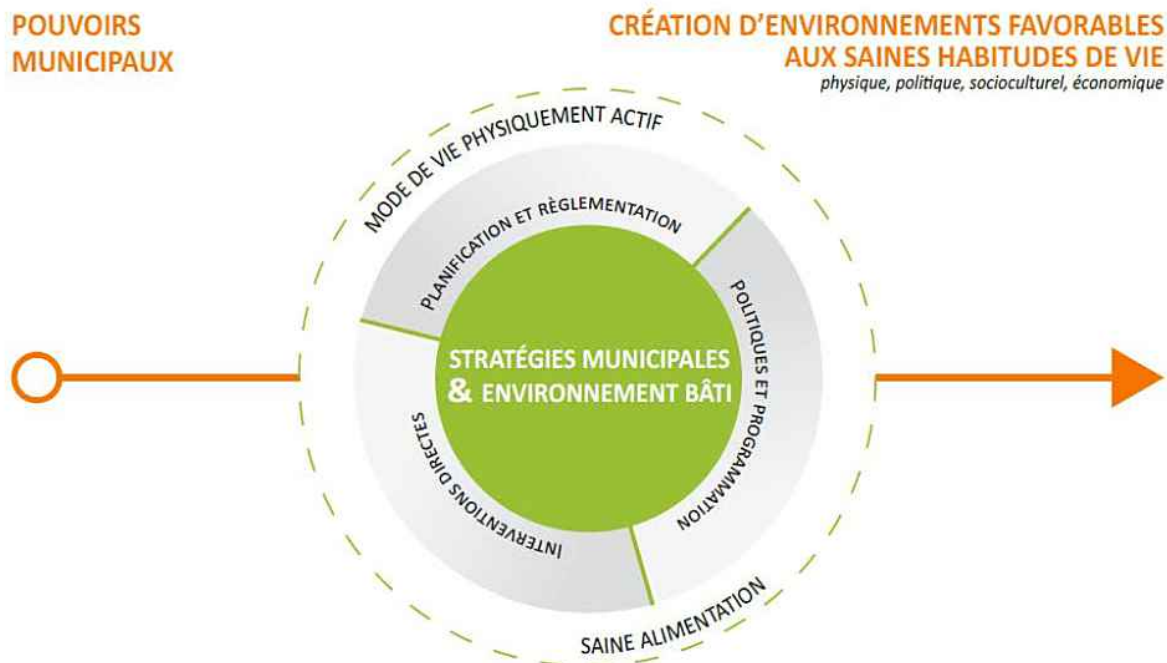 POUVOIRS
MUNICIPAUX
CRÉATION D'ENVIRONNEMENTS FAVORABLES
AUX SAINES HABITUDES DE VIE
physique, politique, socioculturel, économique
MODE DE VIE PHYSIQUEMENT ACTIF
PLANIFICATION ET RÈGLEMENTATION
POLITIQUES ET PROGRAMMATION
STRATÉGIES MUNICIPALES
& ENVIRONNEMENT BÂTI
INTERVENTIONS DIRECTES
SAINE ALIMENTATION